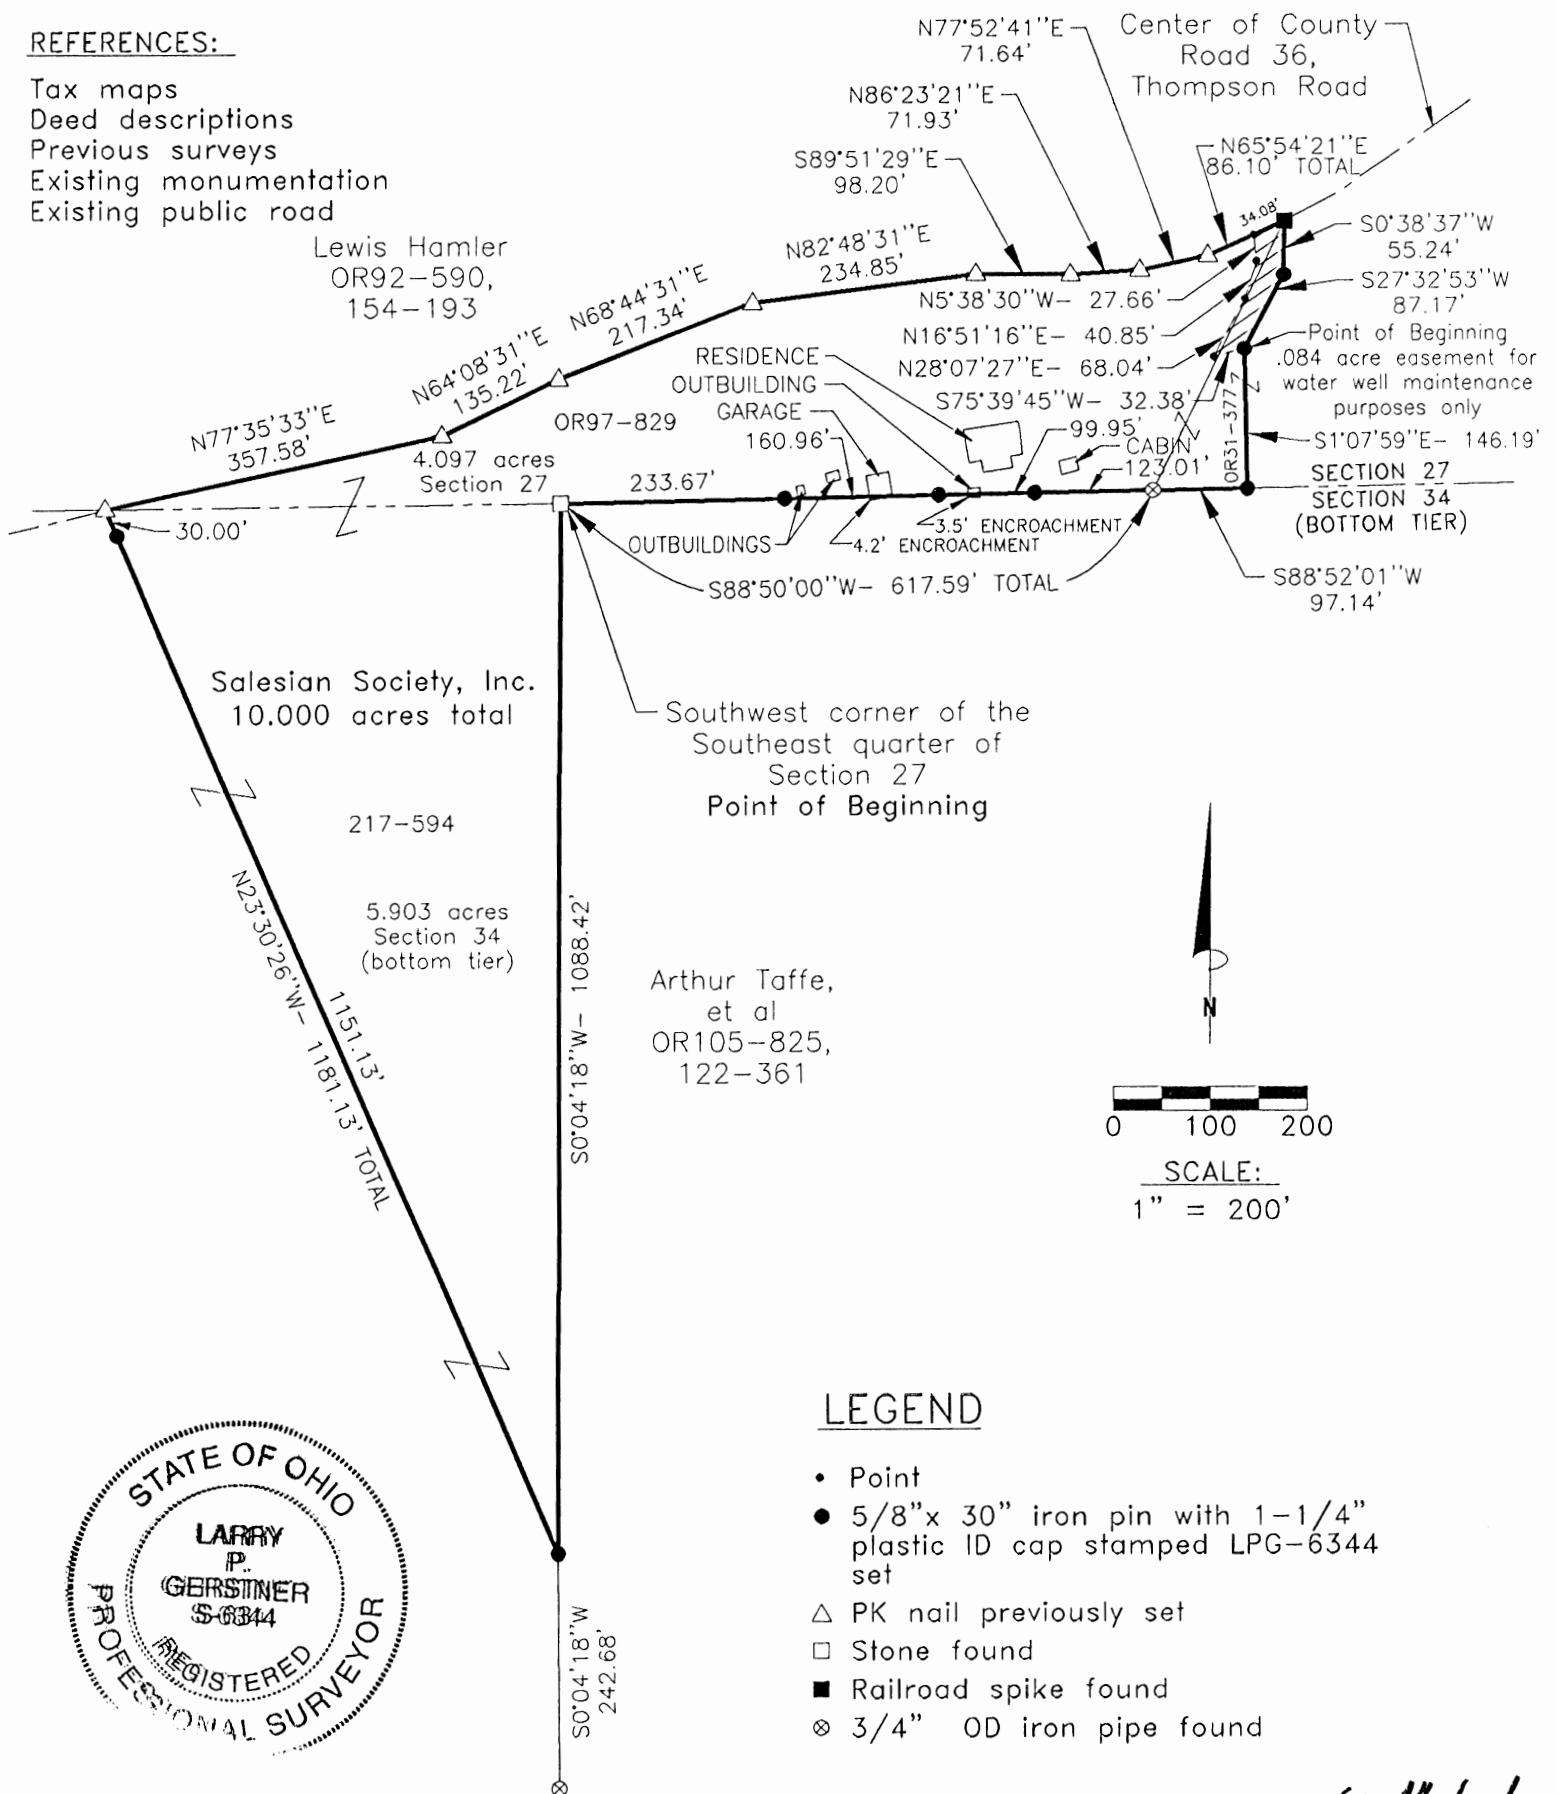 REFERENCES:
Tax maps
Deed descriptions
Previous surveys
Existing monumentation
Existing public road
Lewis Hamler
OR92-590,
154-193
N77°52'41"E
71.64'
Center of County
Road 36,
Thompson Road
N86°23'21"E
71.93'
S89°51'29"E
98.20'
N65°54'21"E
86.10' TOTAL
34.08'
N82°48'31"E
234.85'
N68°44'31"E
217.34'
N64°08'31"E
135.22'
N77°35'33"E
357.58'
S0°38'37"W
55.24'
S27°32'53"W
87.17'
N5°38'30"W- 27.66'
N16°51'16"E- 40.85'
N28°07'27"E- 68.04'
S75°39'45"W- 32.38'
Point of Beginning
.084 acre easement for
water well maintenance
purposes only
S1°07'59"E- 146.19'
OR31-377
RESIDENCE
OUTBUILDING
GARAGE
160.96'
OR97-829
4.097 acres
Section 27
233.67'
99.95'
CABIN
123.01'
SECTION 27
SECTION 34
(BOTTOM TIER)
30.00'
OUTBUILDINGS
3.5' ENCROACHMENT
4.2' ENCROACHMENT
S88°50'00"W- 617.59' TOTAL
S88°52'01"W
97.14'
Salesian Society, Inc.
10.000 acres total
Southwest corner of the
Southeast quarter of
Section 27
Point of Beginning
217-594
5.903 acres
Section 34
(bottom tier)
N23°30'26"W- 1181.13' TOTAL
1151.13'
S0°04'18"W- 1088.42'
Arthur Taffe,
et al
OR105-825,
122-361
N
0 100 200
SCALE:
1" = 200'
S0°04'18"W
242.68'
STATE OF OHIO
LARRY
P.
GERSTNER
S-6344
REGISTERED
PROFESSIONAL SURVEYOR
LEGEND
Point
5/8"x 30" iron pin with 1-1/4"
plastic ID cap stamped LPG-6344
set
PK nail previously set
Stone found
Railroad spike found
3/4" OD iron pipe found